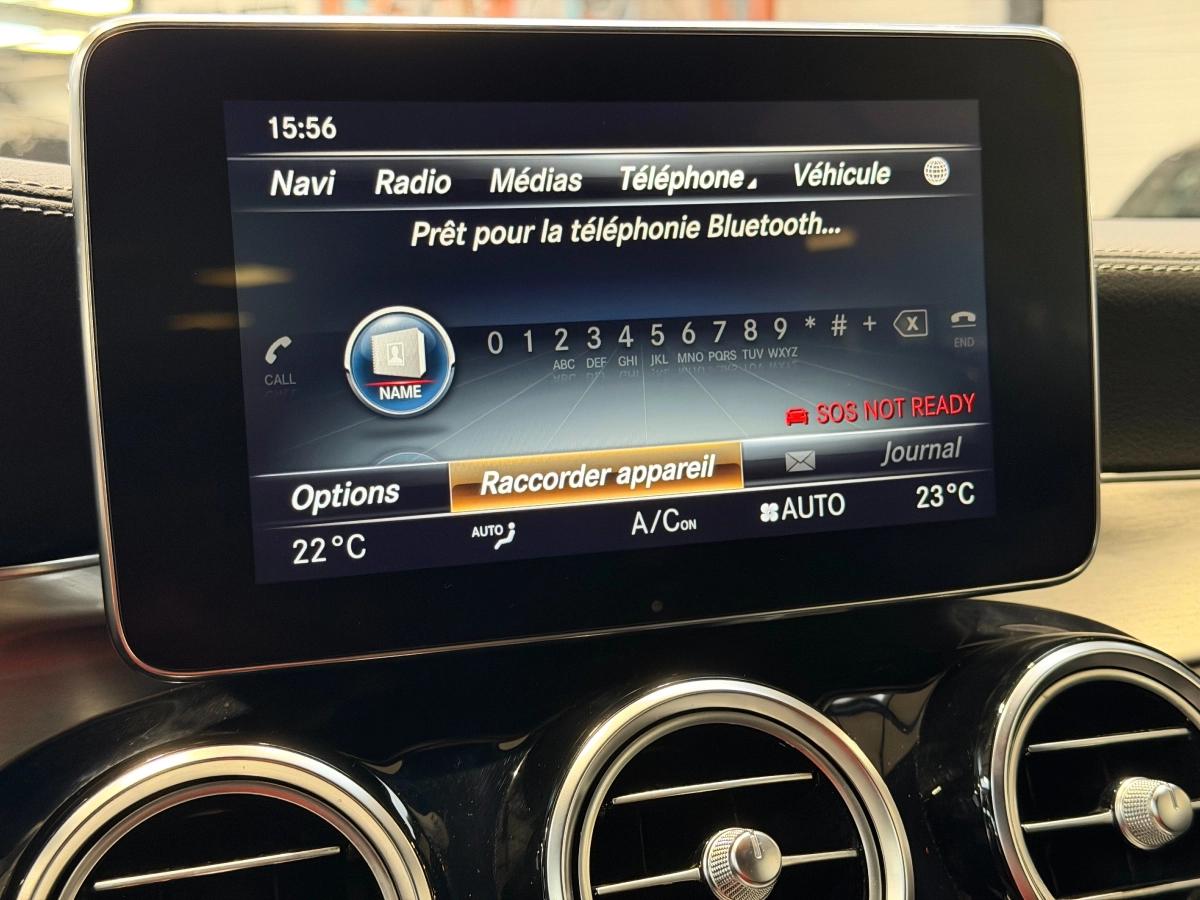 15:56
Navi Radio Médias Téléphone Véhicule
Prêt pour la téléphonie Bluetooth...
0 1 2 3 4 5 6 7 8 9 * # +
CALL NAME ABC DEF GHI JKL MNO PQRS TUV WXYZ END
SOS NOT READY
Options Raccorder appareil Journal
22°C AUTO A/C ON AUTO 23°C